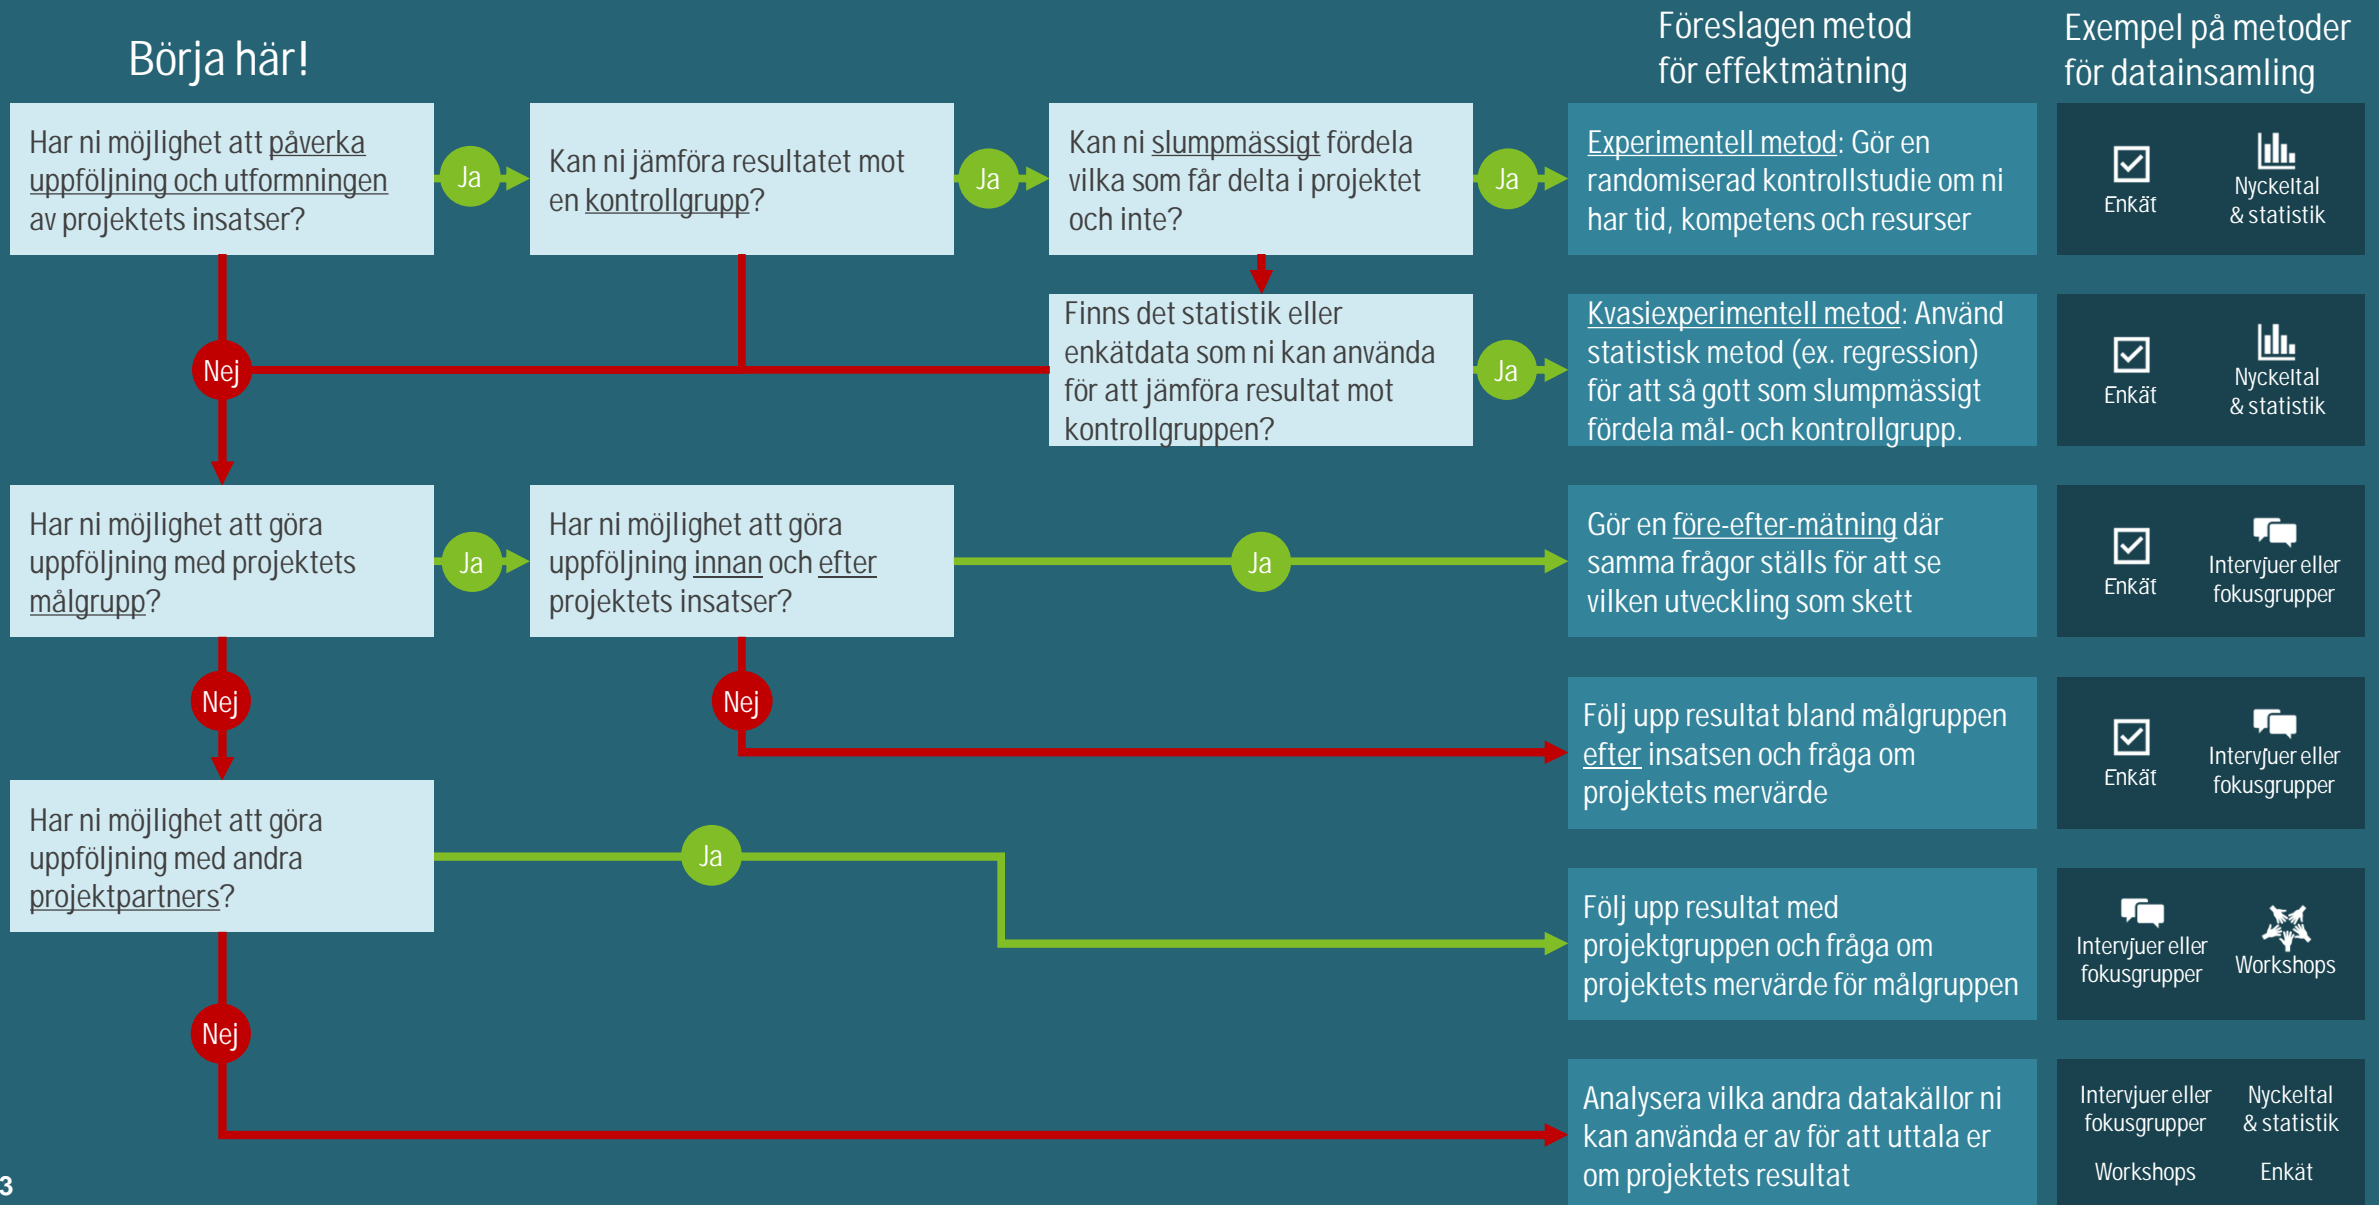 Börja här!
Föreslagen metod
för effektmätning
Exempel på metoder
för datainsamling
Har ni möjlighet att påverka
uppföljning och utformningen
av projektets insatser?
Ja
Kan ni jämföra resultatet mot
en kontrollgrupp?
Ja
Kan ni slumpmässigt fördela
vilka som får delta i projektet
och inte?
Ja
Experimentell metod: Gör en
randomiserad kontrollstudie om ni
har tid, kompetens och resurser
Enkät
Nyckeltal
& statistik
Nej
Finns det statistik eller
enkätdata som ni kan använda
för att jämföra resultat mot
kontrollgruppen?
Ja
Kvasiexperimentell metod: Använd
statistisk metod (ex. regression)
för att så gott som slumpmässigt
fördela mål- och kontrollgrupp.
Enkät
Nyckeltal
& statistik
Har ni möjlighet att göra
uppföljning med projektets
målgrupp?
Ja
Har ni möjlighet att göra
uppföljning innan och efter
projektets insatser?
Ja
Gör en före-efter-mätning där
samma frågor ställs för att se
vilken utveckling som skett
Enkät
Intervjuer eller
fokusgrupper
Nej
Nej
Följ upp resultat bland målgruppen
efter insatsen och fråga om
projektets mervärde
Enkät
Intervjuer eller
fokusgrupper
Har ni möjlighet att göra
uppföljning med andra
projektpartners?
Ja
Följ upp resultat med
projektgruppen och fråga om
projektets mervärde för målgruppen
Intervjuer eller
fokusgrupper
Workshops
Nej
Analysera vilka andra datakällor ni
kan använda er av för att uttala er
om projektets resultat
Intervjuer eller
fokusgrupper
Nyckeltal
& statistik
Workshops
Enkät
3